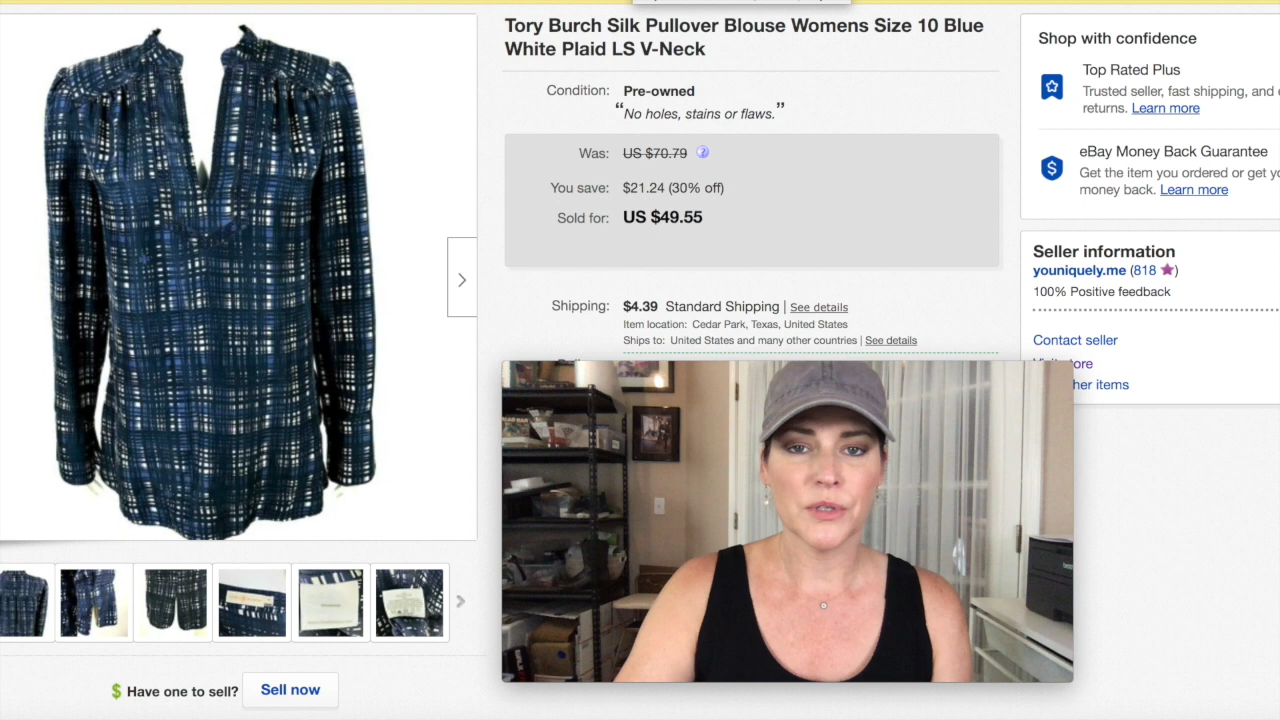 Tory Burch Silk Pullover Blouse Womens Size 10 Blue
White Plaid LS V-Neck
Condition: Pre-owned
“No holes, stains or flaws.”
Was: US $70.79
You save: $21.24 (30% off)
Sold for: US $49.55
Shipping: $4.39 Standard Shipping | See details
Item location: Cedar Park, Texas, United States
Ships to: United States and many other countries | See details
Shop with confidence
Top Rated Plus
Trusted seller, fast shipping, and
returns. Learn more
eBay Money Back Guarantee
Get the item you ordered or get
money back. Learn more
Seller information
youniquely.me (818)
100% Positive feedback
Contact seller
ore
her items
$ Have one to sell? Sell now